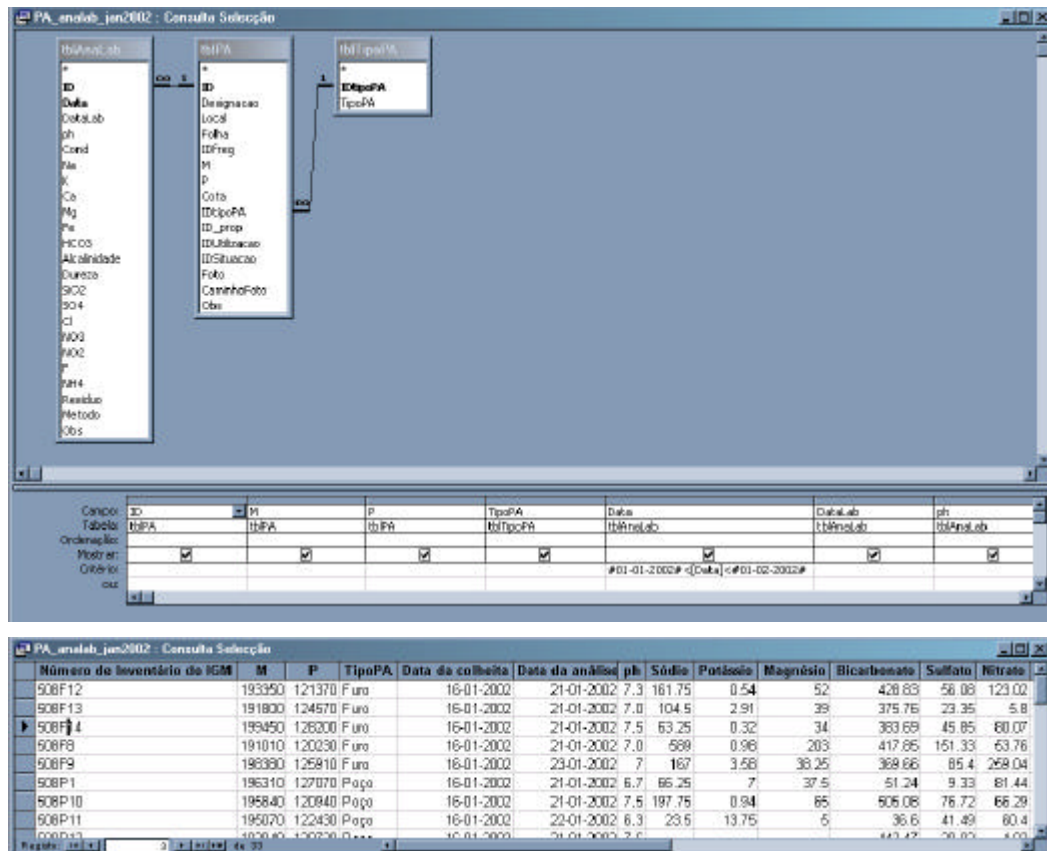 PA_analab_jan2002 : Consulta Selecção
tblAnaLab
*
ID
Data
DataLab
ph
Cond
Na
K
Ca
Mg
Fe
HCO3
Alcalinidade
Dureza
SiO2
SO4
Cl
NO3
NO2
F
NH4
Residuo
Metodo
Obs
∞ 1
tblPA
*
ID
Designacao
Local
Folha
IDfreg
M
P
Cota
IDtipoPA
ID_prop
IDUtilizacao
IDSituacao
Foto
CaminhoFoto
Obs
∞
1
tblTipoPA
*
IDtipoPA
TipoPA
Campo: ID M P TipoPA Data DataLab ph
Tabela: tblPA tblPA tblPA tblTipoPA tblAnaLab tblAnaLab tblAnaLab
Ordenação:
Mostrar:
Critério: #01-01-2002#<[Data]<#01-02-2002#
ou:
PA_analab_jan2002 : Consulta Selecção
Número de Inventário do IGM M P TipoPA Data da colheita Data da análise ph Sódio Potássio Magnésio Bicarbonato Sulfato Nitrato
508F12 193350 121370 Furo 16-01-2002 21-01-2002 7.3 161.75 0.54 52 428.83 56.08 123.02
508F13 191800 124570 Furo 16-01-2002 21-01-2002 7.0 104.5 2.91 39 375.76 23.35 5.8
508F14 199450 128200 Furo 16-01-2002 21-01-2002 7.5 63.25 0.32 34 383.69 45.85 80.07
508F8 191010 120230 Furo 16-01-2002 21-01-2002 7.0 589 0.96 203 417.85 151.33 53.76
508F9 198380 125910 Furo 16-01-2002 23-01-2002 7 167 3.58 38.25 369.66 85.4 259.04
508P1 196310 127070 Poço 16-01-2002 21-01-2002 6.7 66.25 7 37.5 51.24 9.33 81.44
508P10 195840 120940 Poço 16-01-2002 21-01-2002 7.5 197.75 0.94 65 506.08 76.72 66.29
508P11 195070 122430 Poço 16-01-2002 22-01-2002 6.3 23.5 13.75 5 36.6 41.49 60.4
Registo: 3 de 33